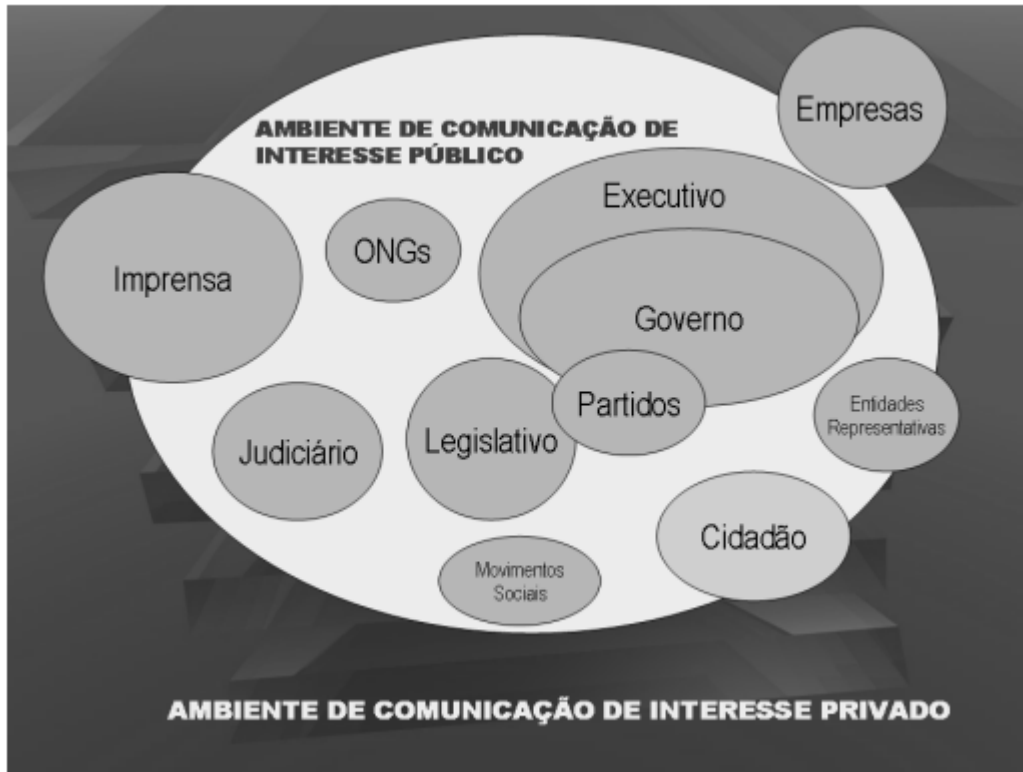 Empresas
AMBIENTE DE COMUNICAÇÃO DE
INTERESSE PÚBLICO
Executivo
ONGs
Imprensa
Governo
Partidos
Entidades
Representativas
Legislativo
Judiciário
Cidadão
Movimentos
Sociais
AMBIENTE DE COMUNICAÇÃO DE INTERESSE PRIVADO